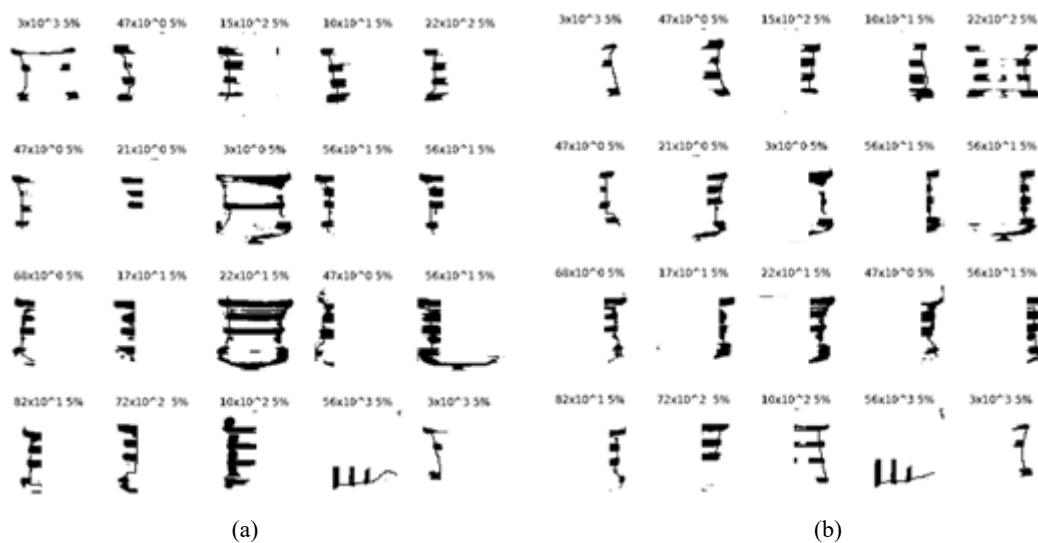 3x10^3 5% 47x10^0 5% 15x10^2 5% 10x10^1 5% 22x10^2 5%
47x10^0 5% 21x10^0 5% 3x10^0 5% 56x10^1 5% 56x10^1 5%
68x10^0 5% 17x10^1 5% 22x10^1 5% 47x10^0 5% 56x10^1 5%
82x10^1 5% 72x10^2 5% 10x10^2 5% 56x10^3 5% 3x10^3 5%
(a)
3x10^3 5% 47x10^0 5% 15x10^2 5% 10x10^1 5% 22x10^2 5%
47x10^0 5% 21x10^0 5% 3x10^0 5% 56x10^1 5% 56x10^1 5%
68x10^0 5% 17x10^1 5% 22x10^1 5% 47x10^0 5% 56x10^1 5%
82x10^1 5% 72x10^2 5% 10x10^2 5% 56x10^3 5% 3x10^3 5%
(b)